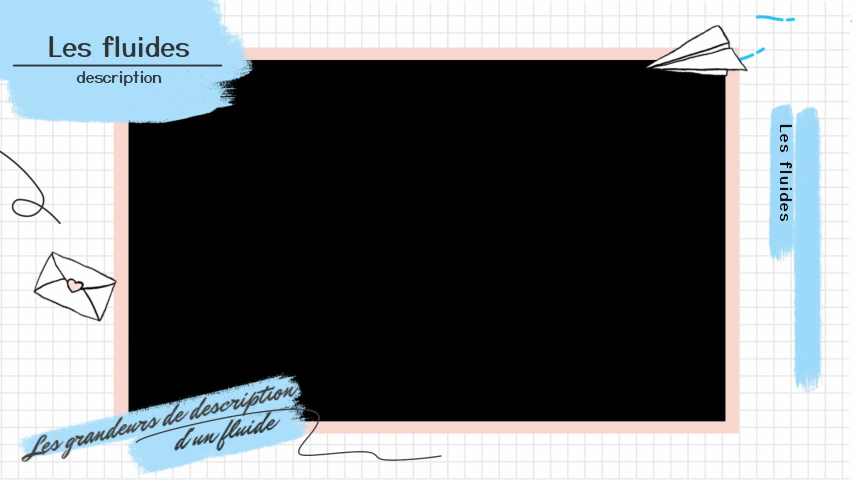 Les fluides
description
Les fluides
Les grandeurs de description
d'un fluide